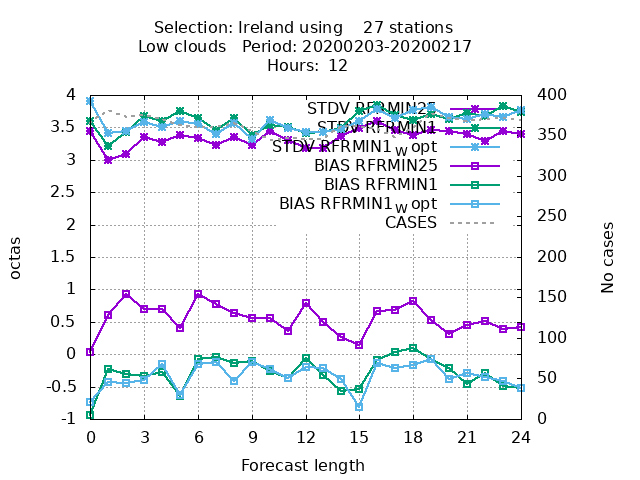 Selection: Ireland using 27 stations
Low clouds Period: 20200203-20200217
Hours: 12
STDV RFRMIN25
STDV RFRMIN1
STDV RFRMIN1w opt
BIAS RFRMIN25
BIAS RFRMIN1
BIAS RFRMIN1w opt
CASES
octas
4
3.5
3
2.5
2
1.5
1
0.5
0
-0.5
-1
No cases
400
350
300
250
200
150
100
50
0
0 3 6 9 12 15 18 21 24
Forecast length